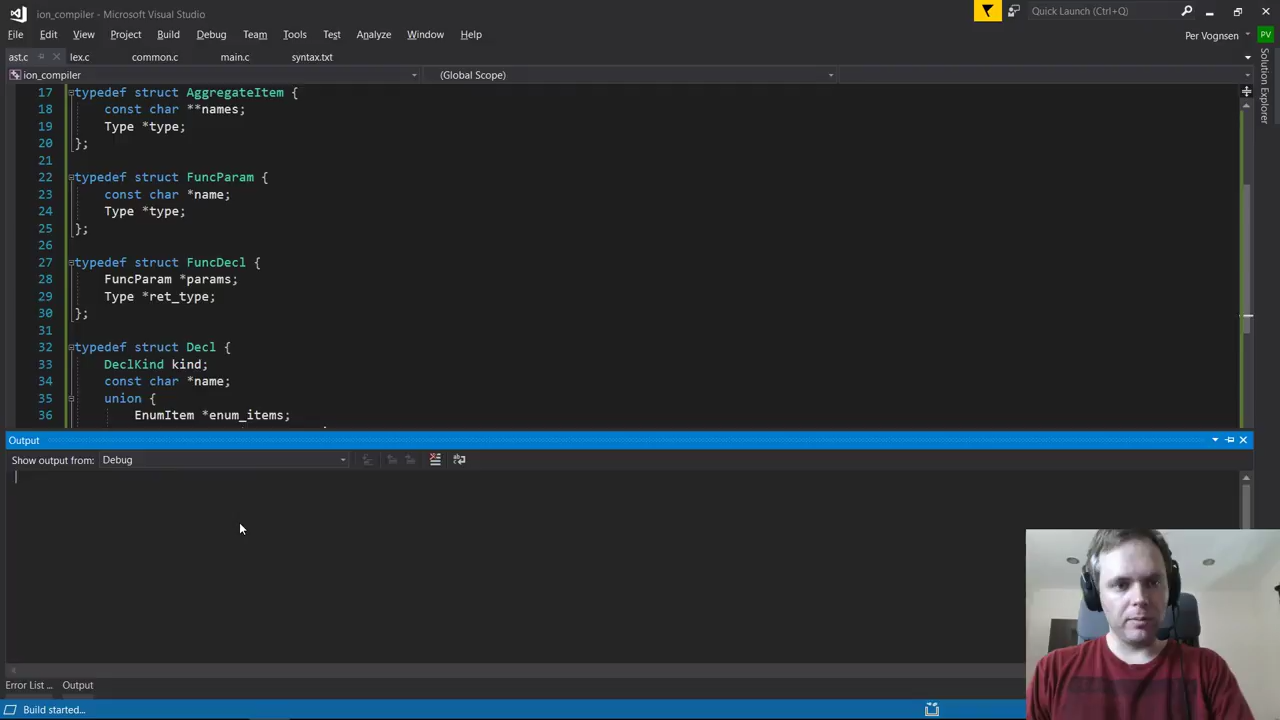 ion_compiler - Microsoft Visual Studio
Quick Launch (Ctrl+Q)
File Edit View Project Build Debug Team Tools Test Analyze Window Help
Per Vognsen PV
ast.c lex.c common.c main.c syntax.txt
Solution Explorer
ion_compiler (Global Scope)
17 typedef struct AggregateItem {
18 const char **names;
19 Type *type;
20 };
21
22 typedef struct FuncParam {
23 const char *name;
24 Type *type;
25 };
26
27 typedef struct FuncDecl {
28 FuncParam *params;
29 Type *ret_type;
30 };
31
32 typedef struct Decl {
33 DeclKind kind;
34 const char *name;
35 union {
36 EnumItem *enum_items;
Output
Show output from: Debug
Error List ... Output
Build started...